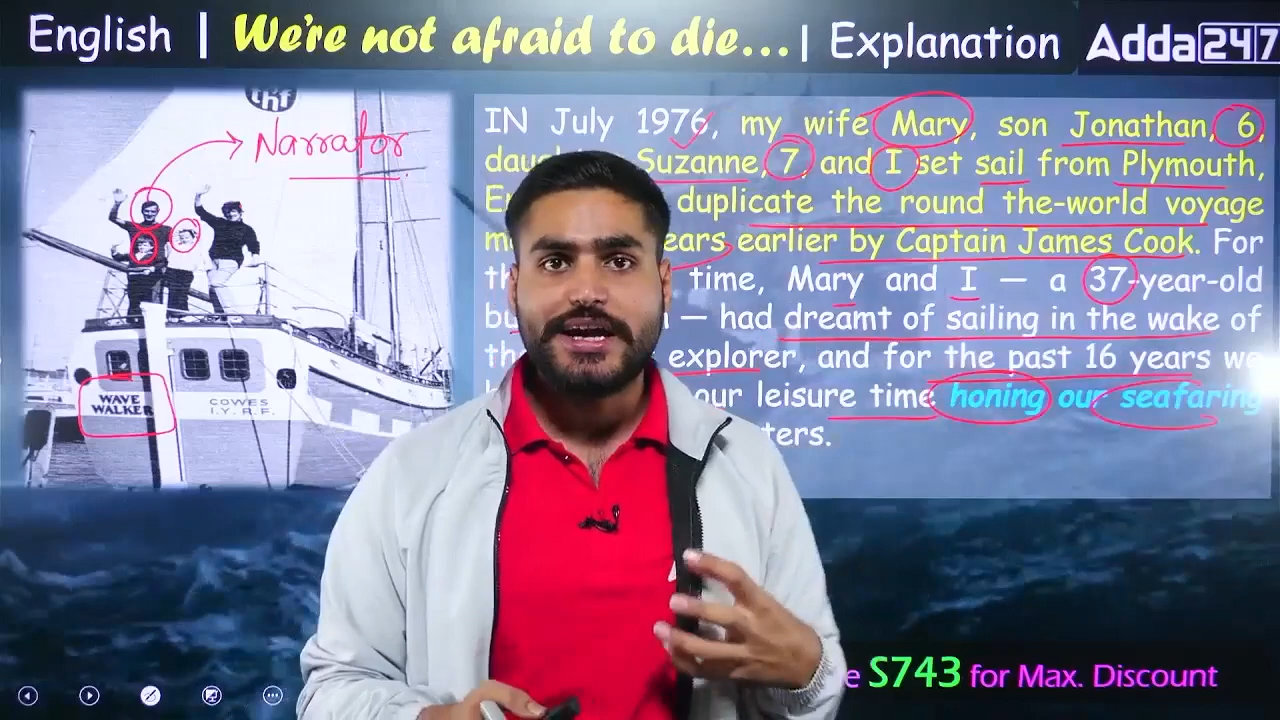 English | We're not afraid to die... | Explanation Adda247
thf
Narrator
WAVE
WALKER
COWES
I.Y.R.F.
IN July 1976, my wife Mary, son Jonathan, 6,
Suzanne, 7, and I set sail from Plymouth,
duplicate the round the-world voyage
earlier by Captain James Cook. For
time, Mary and I — a 37-year-old
— had dreamt of sailing in the wake of
explorer, and for the past 16 years we
our leisure time honing our seafaring
S743 for Max. Discount